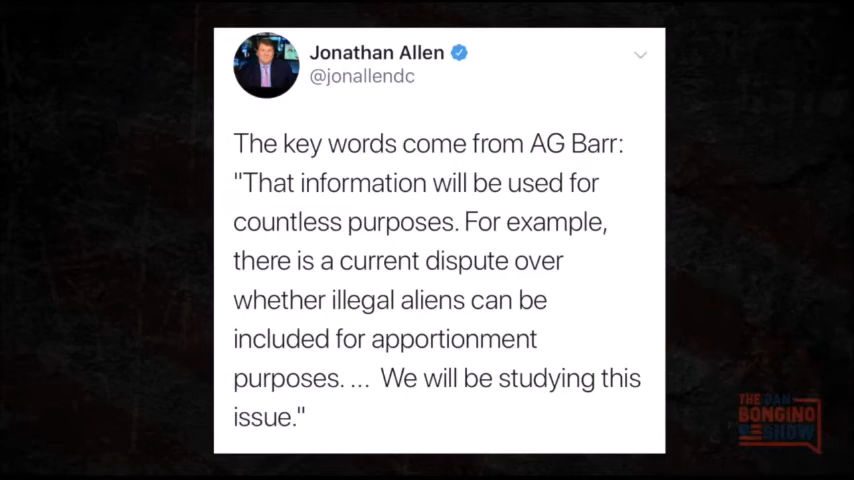 Jonathan Allen
@jonallendc
The key words come from AG Barr:
"That information will be used for
countless purposes. For example,
there is a current dispute over
whether illegal aliens can be
included for apportionment
purposes. ... We will be studying this
issue."
THE DAN
BONGINO
SHOW